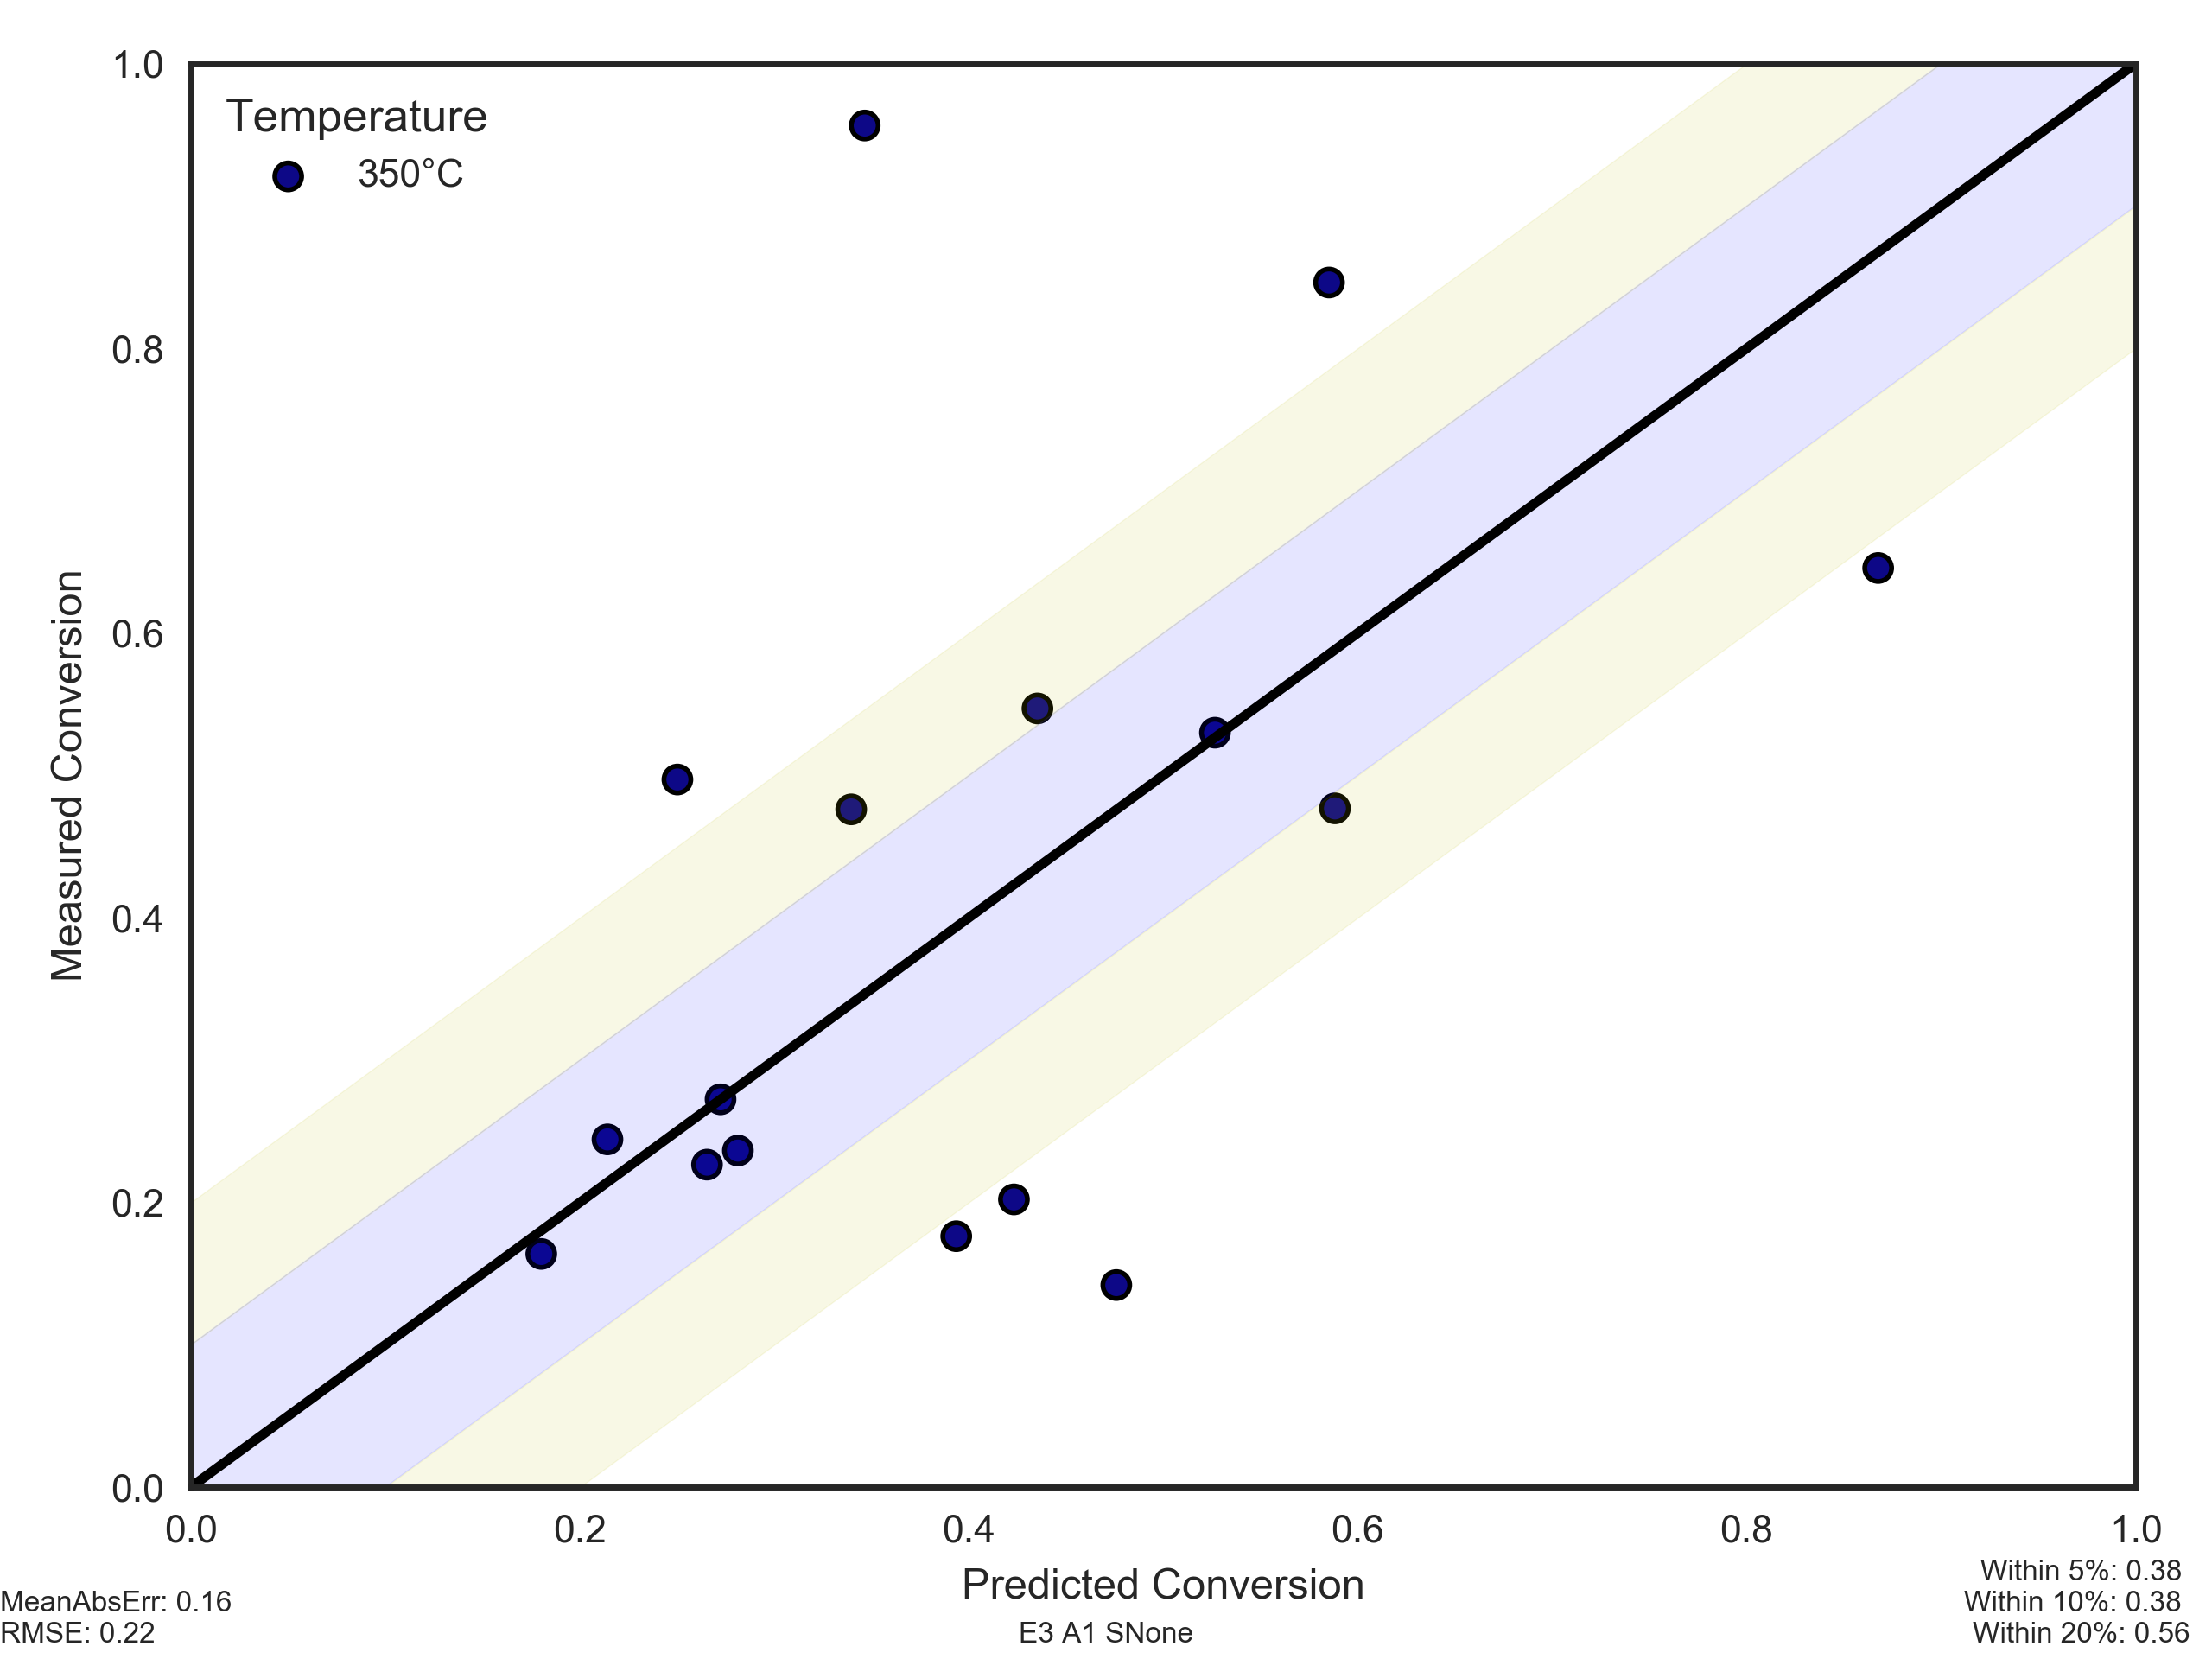 Temperature
350°C
Measured Conversion
1.0
0.8
0.6
0.4
0.2
0.0
0.0 0.2 0.4 0.6 0.8 1.0
Predicted Conversion
E3 A1 SNone
MeanAbsErr: 0.16
RMSE: 0.22
Within 5%: 0.38
Within 10%: 0.38
Within 20%: 0.56